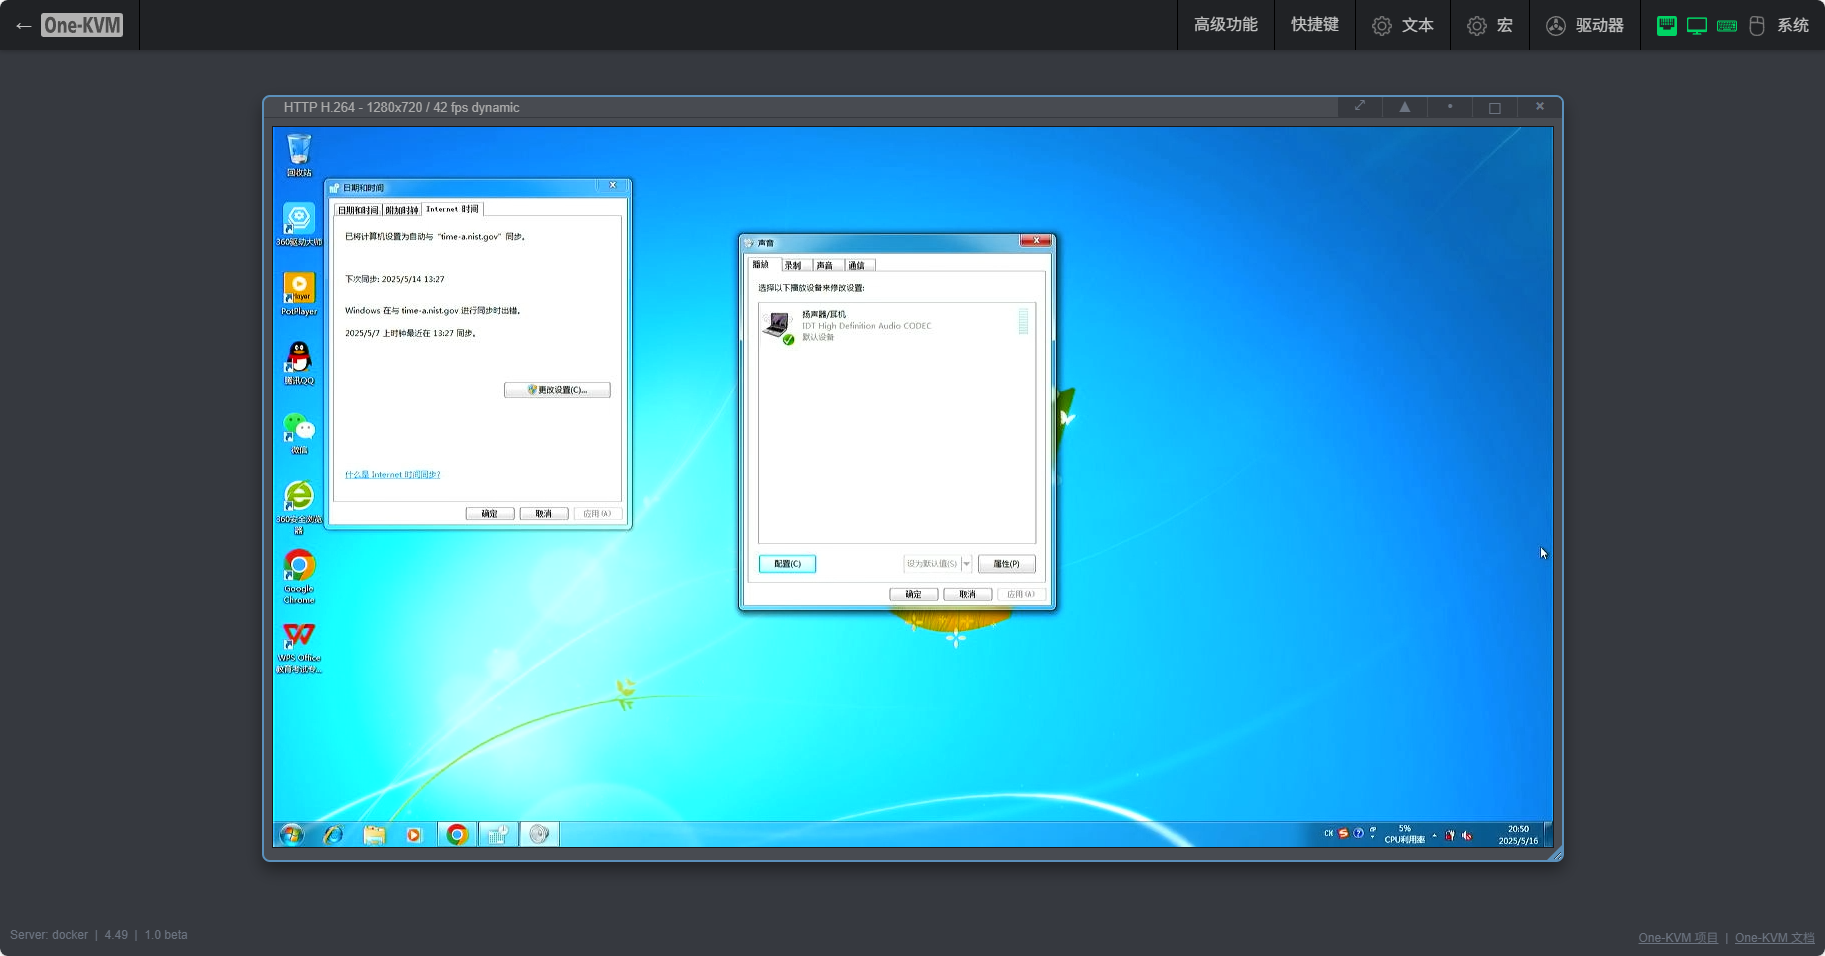 ← One-KVM
高级功能
快捷键
文本
宏
驱动器
系统
HTTP H.264 - 1280x720 / 42 fps dynamic
回收站
360驱动大师
PotPlayer
腾讯QQ
微信
360安全浏览
器
Google
Chrome
WPS Office
教育考试专...
日期和时间
日期和时间 附加时钟 Internet 时间
已将计算机设置为自动与 "time-a.nist.gov" 同步。
下次同步: 2025/5/14 13:27
Windows 在与 time-a.nist.gov 进行同步时出错。
2025/5/7 上时钟最近在 13:27 同步。
更改设置(C)...
什么是 Internet 时间同步?
确定 取消 应用(A)
声音
播放 录制 声音 通信
选择以下播放设备来修改设置:
扬声器/耳机
IDT High Definition Audio CODEC
默认设备
配置(C) 设为默认值(S) 属性(P)
确定 取消 应用(A)
CH
5%
CPU利用率
20:50
2025/5/16
Server: docker | 4.49 | 1.0 beta
One-KVM 项目 | One-KVM 文档